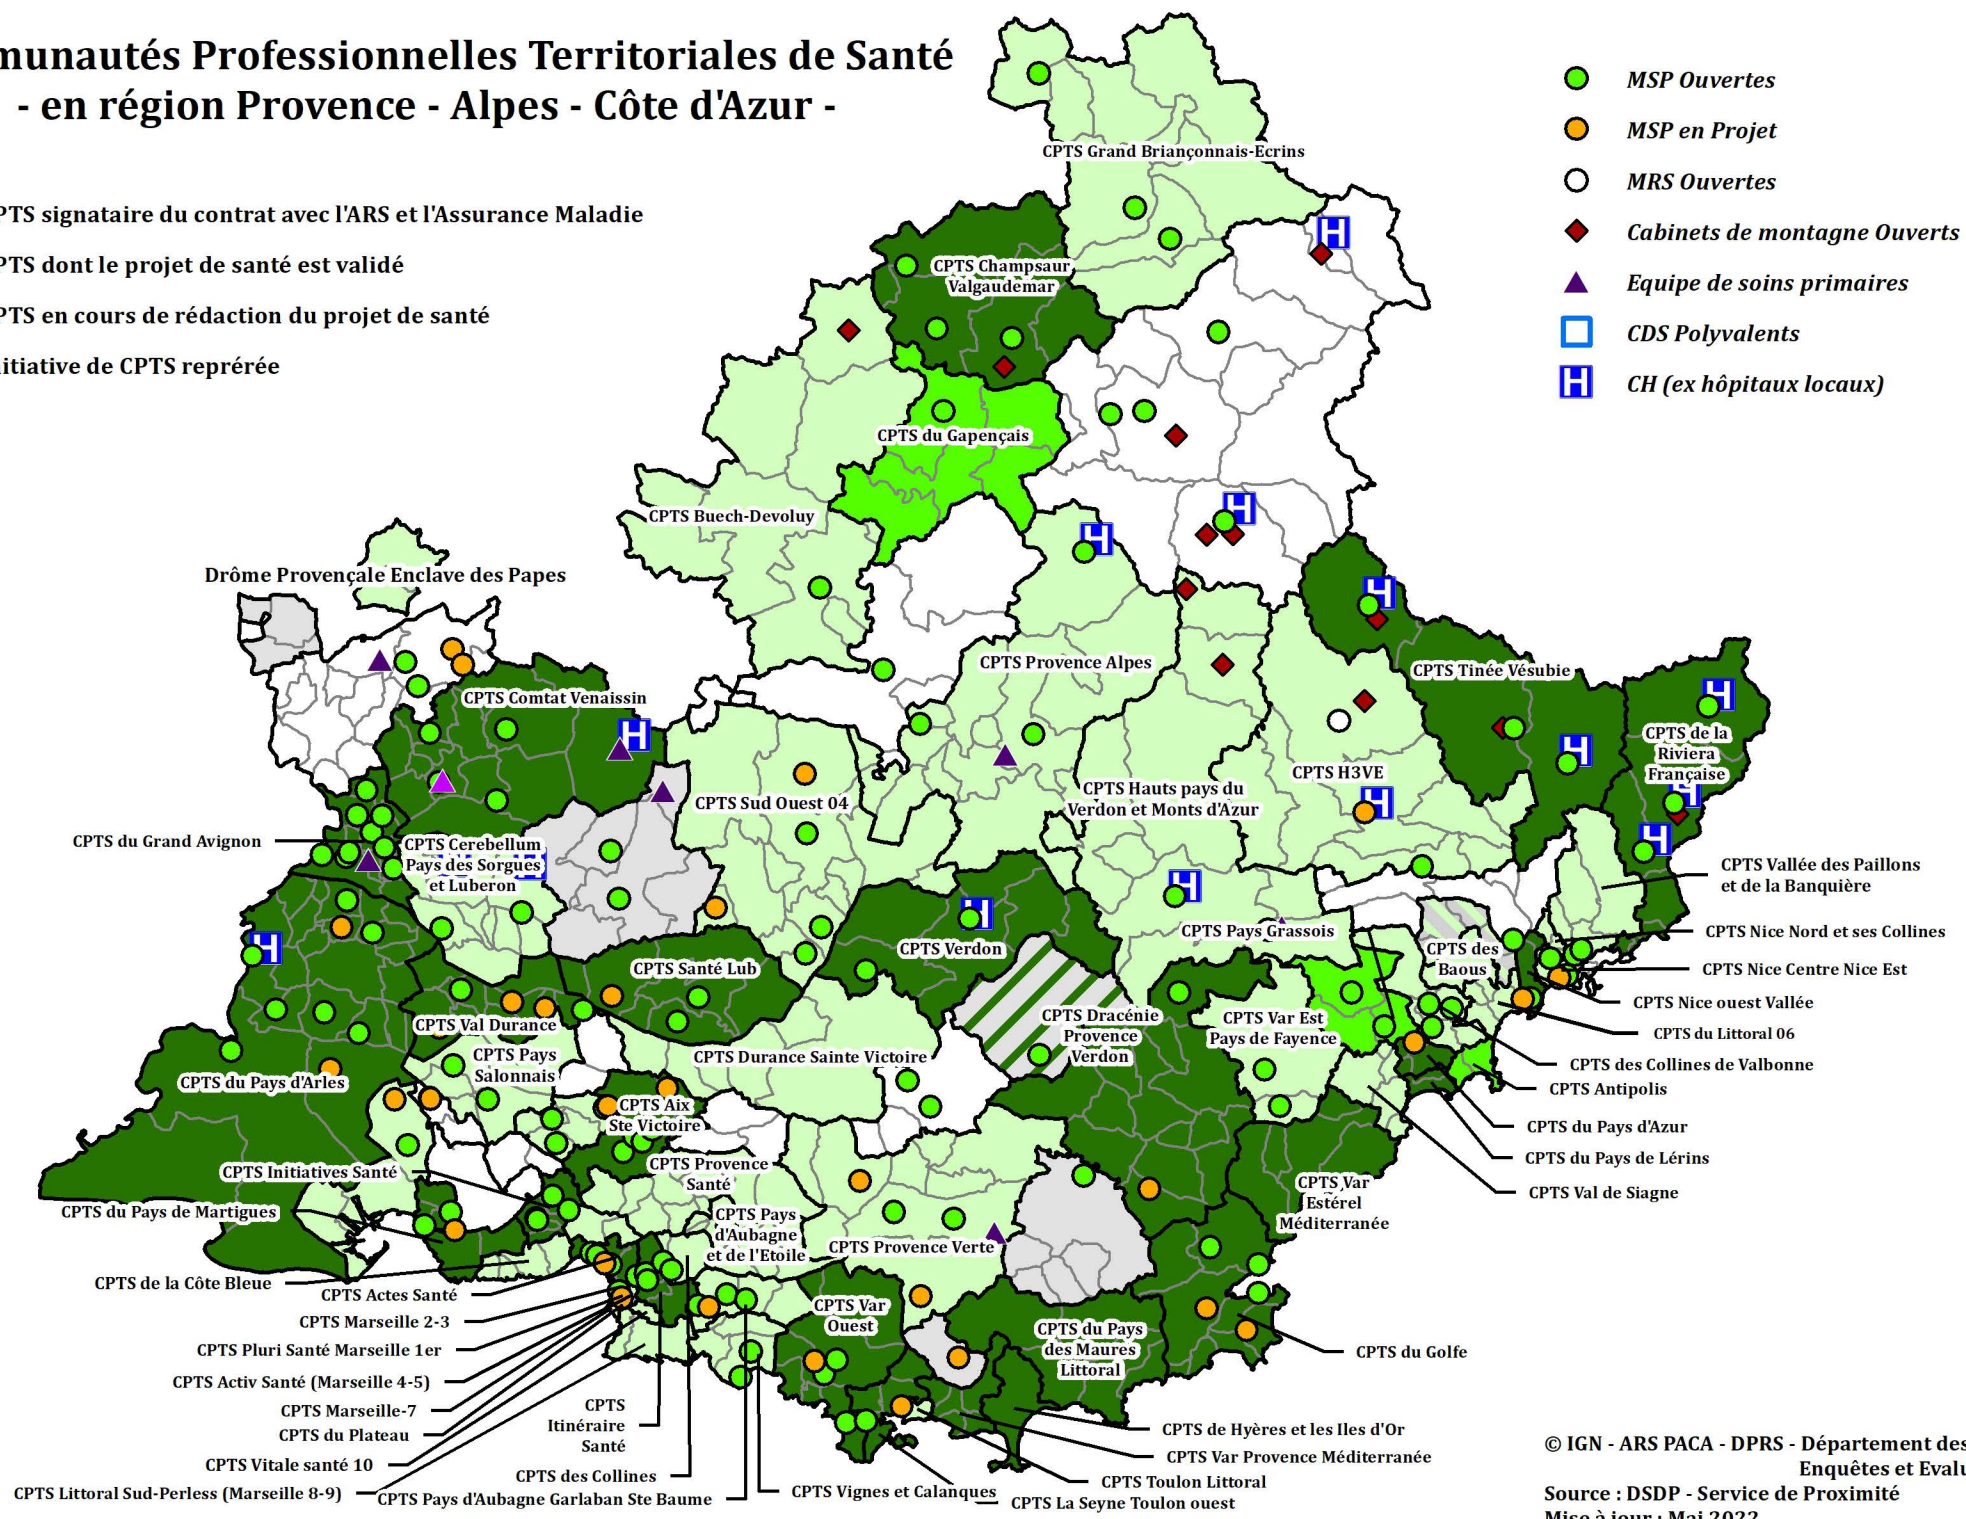 munautés Professionnelles Territoriales de Santé
- en région Provence - Alpes - Côte d'Azur -
PTS signataire du contrat avec l'ARS et l'Assurance Maladie
PTS dont le projet de santé est validé
PTS en cours de rédaction du projet de santé
itiative de CPTS reprérée
MSP Ouvertes
MSP en Projet
MRS Ouvertes
Cabinets de montagne Ouverts
Equipe de soins primaires
CDS Polyvalents
H CH (ex hôpitaux locaux)
CPTS Grand Briançonnais-Ecrins
H
CPTS Champsaur
Valgaudemar
CPTS du Gapençais
CPTS Buech-Devoluy
H
H
Drôme Provençale Enclave des Papes
H
CPTS Provence Alpes
CPTS Tinée Vésubie
CPTS Comtat Venaissin
H
H
CPTS de la
Riviera
Française
H
CPTS Sud Ouest 04
CPTS Hauts pays du
Verdon et Monts d'Azur
CPTS H3VE
H
H
H
CPTS du Grand Avignon
CPTS Cerebellum
Pays des Sorgues
et Luberon
H
H
CPTS Vallée des Paillons
et de la Banquière
H
H
CPTS Verdon
CPTS Pays Grassois
CPTS des
Baous
CPTS Nice Nord et ses Collines
CPTS Nice Centre Nice Est
CPTS Nice ouest Vallée
CPTS du Littoral 06
CPTS des Collines de Valbonne
CPTS Antipolis
CPTS du Pays d'Azur
CPTS du Pays de Lérins
CPTS Val de Siagne
H
CPTS Santé Lub
CPTS Val Durance
CPTS Dracénie
Provence
Verdon
CPTS Var Est
Pays de Fayence
CPTS Pays
Salonnais
CPTS Durance Sainte Victoire
CPTS du Pays d'Arles
CPTS Aix
Ste Victoire
CPTS Initiatives Santé
CPTS Provence
Santé
CPTS du Pays de Martigues
CPTS Pays
d'Aubagne
et de l'Etoile
CPTS Provence Verte
CPTS Var
Estérel
Méditerranée
CPTS de la Côte Bleue
CPTS Actes Santé
CPTS Marseille 2-3
CPTS Pluri Santé Marseille 1er
CPTS Activ Santé (Marseille 4-5)
CPTS Marseille-7
CPTS du Plateau
CPTS Vitale santé 10
CPTS Littoral Sud-Perless (Marseille 8-9)
CPTS Var
Ouest
CPTS du Pays
des Maures
Littoral
CPTS du Golfe
CPTS
Itinéraire
Santé
CPTS des Collines
CPTS Pays d'Aubagne Garlaban Ste Baume
CPTS Vignes et Calanques
CPTS de Hyères et les Iles d'Or
CPTS Var Provence Méditerranée
CPTS Toulon Littoral
CPTS La Seyne Toulon ouest
© IGN - ARS PACA - DPRS - Département des
Enquêtes et Evalu
Source : DSDP - Service de Proximité
Mise à jour : Mai 2022